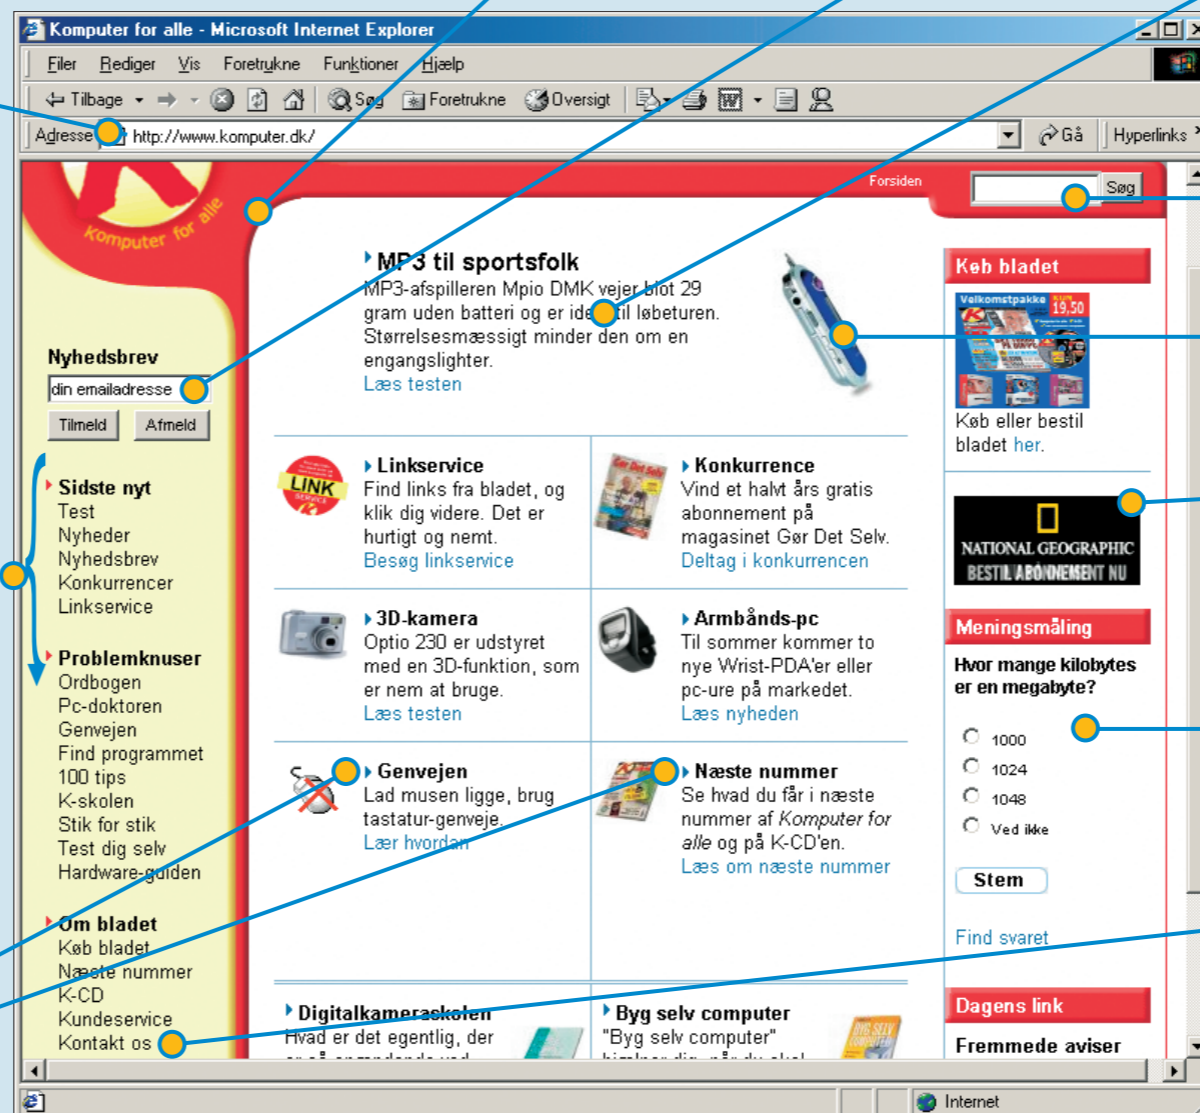 Komputer for alle - Microsoft Internet Explorer
Filer Rediger Vis Foretrukne Funktioner Hjælp
Tilbage Søg Foretrukne Oversigt
Adresse http://www.komputer.dk/ Gå Hyperlinks
Komputer for alle
Forsiden
Søg
Nyhedsbrev
din emailadresse
Tilmeld Afmeld
Sidste nyt
Test
Nyheder
Nyhedsbrev
Konkurrencer
Linkservice
Problemknuser
Ordbogen
Pc-doktoren
Genvejen
Find programmet
100 tips
K-skolen
Stik for stik
Test dig selv
Hardware-guiden
Om bladet
Køb bladet
Næste nummer
K-CD
Kundeservice
Kontakt os
MP3 til sportsfolk
MP3-afspilleren Mpio DMK vejer blot 29
gram uden batteri og er ideel til løbeturen.
Størrelsesmæssigt minder den om en
engangslighter.
Læs testen
LINK
SERVICE
Linkservice
Find links fra bladet, og
klik dig videre. Det er
hurtigt og nemt.
Besøg linkservice
Gør Det Selv
Konkurrence
Vind et halvt års gratis
abonnement på
magasinet Gør Det Selv.
Deltag i konkurrencen
3D-kamera
Optio 230 er udstyret
med en 3D-funktion, som
er nem at bruge.
Læs testen
Armbånds-pc
Til sommer kommer to
nye Wrist-PDA'er eller
pc-ure på markedet.
Læs nyheden
Genvejen
Lad musen ligge, brug
tastatur-genveje.
Lær hvordan
Næste nummer
Se hvad du får i næste
nummer af Komputer for
alle og på K-CD'en.
Læs om næste nummer
Digitalkameraskolen
Hvad er det egentlig, der
Byg selv computer
"Byg selv computer"
BYG SELV
Køb bladet
Velkomstpakke KUN
19,50
Køb eller bestil
bladet her.
NATIONAL GEOGRAPHIC
BESTIL ABONNEMENT NU
Meningsmåling
Hvor mange kilobytes
er en megabyte?
1000
1024
1048
Ved ikke
Stem
Find svaret
Dagens link
Fremmede aviser
Internet